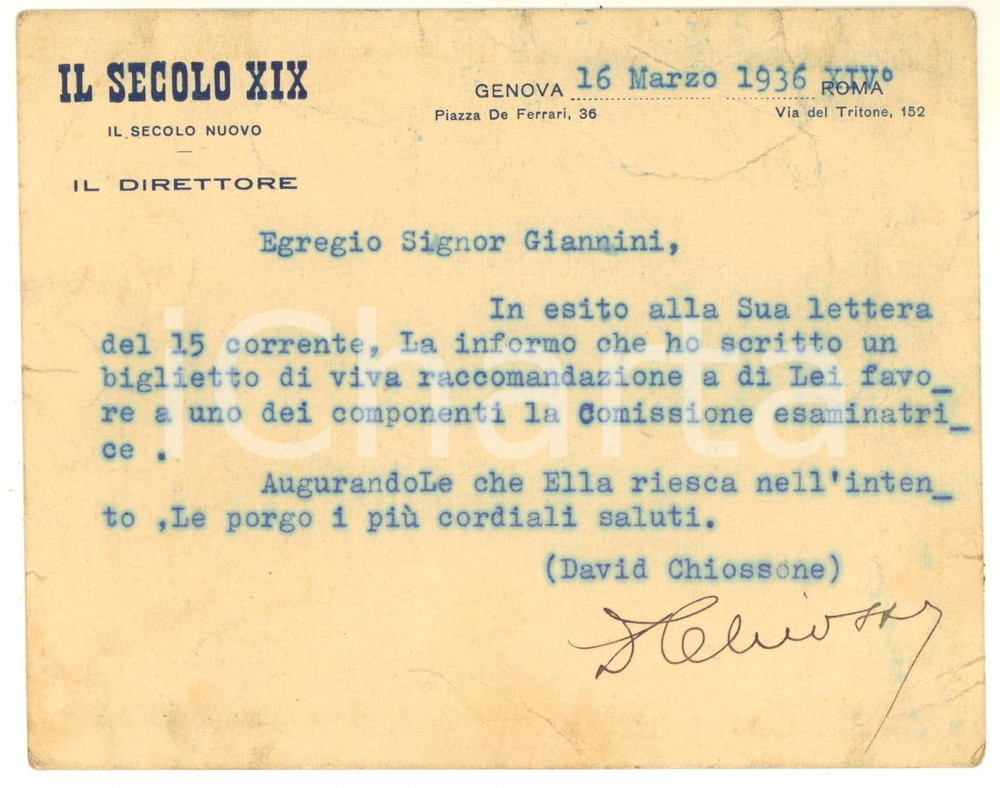 IL SECOLO XIX
IL SECOLO NUOVO
IL DIRETTORE
GENOVA 16 Marzo 1936 XIV° ROMA
Piazza De Ferrari, 36 Via del Tritone, 152
Egregio Signor Giannini,
In esito alla Sua lettera
del 15 corrente, La informo che ho scritto un
biglietto di viva raccomandazione a di Lei favo_
re a uno dei componenti la Comissione esaminatri_
ce .
AugurandoLe che Ella riesca nell'inten_
to ,Le porgo i più cordiali saluti.
(David Chiossone)
DChiosso
iCharta